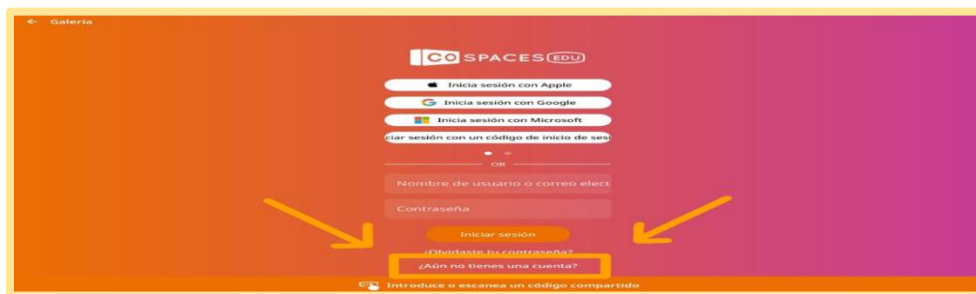 ← Galería
CO SPACES EDU
Inicia sesión con Apple
Inicia sesión con Google
Inicia sesión con Microsoft
ciar sesión con un código de inicio de sesi
OR
Nombre de usuario o correo elect
Contraseña
Iniciar sesión
¿Olvidaste tu contraseña?
¿Aún no tienes una cuenta?
Introduce o escanea un código compartido